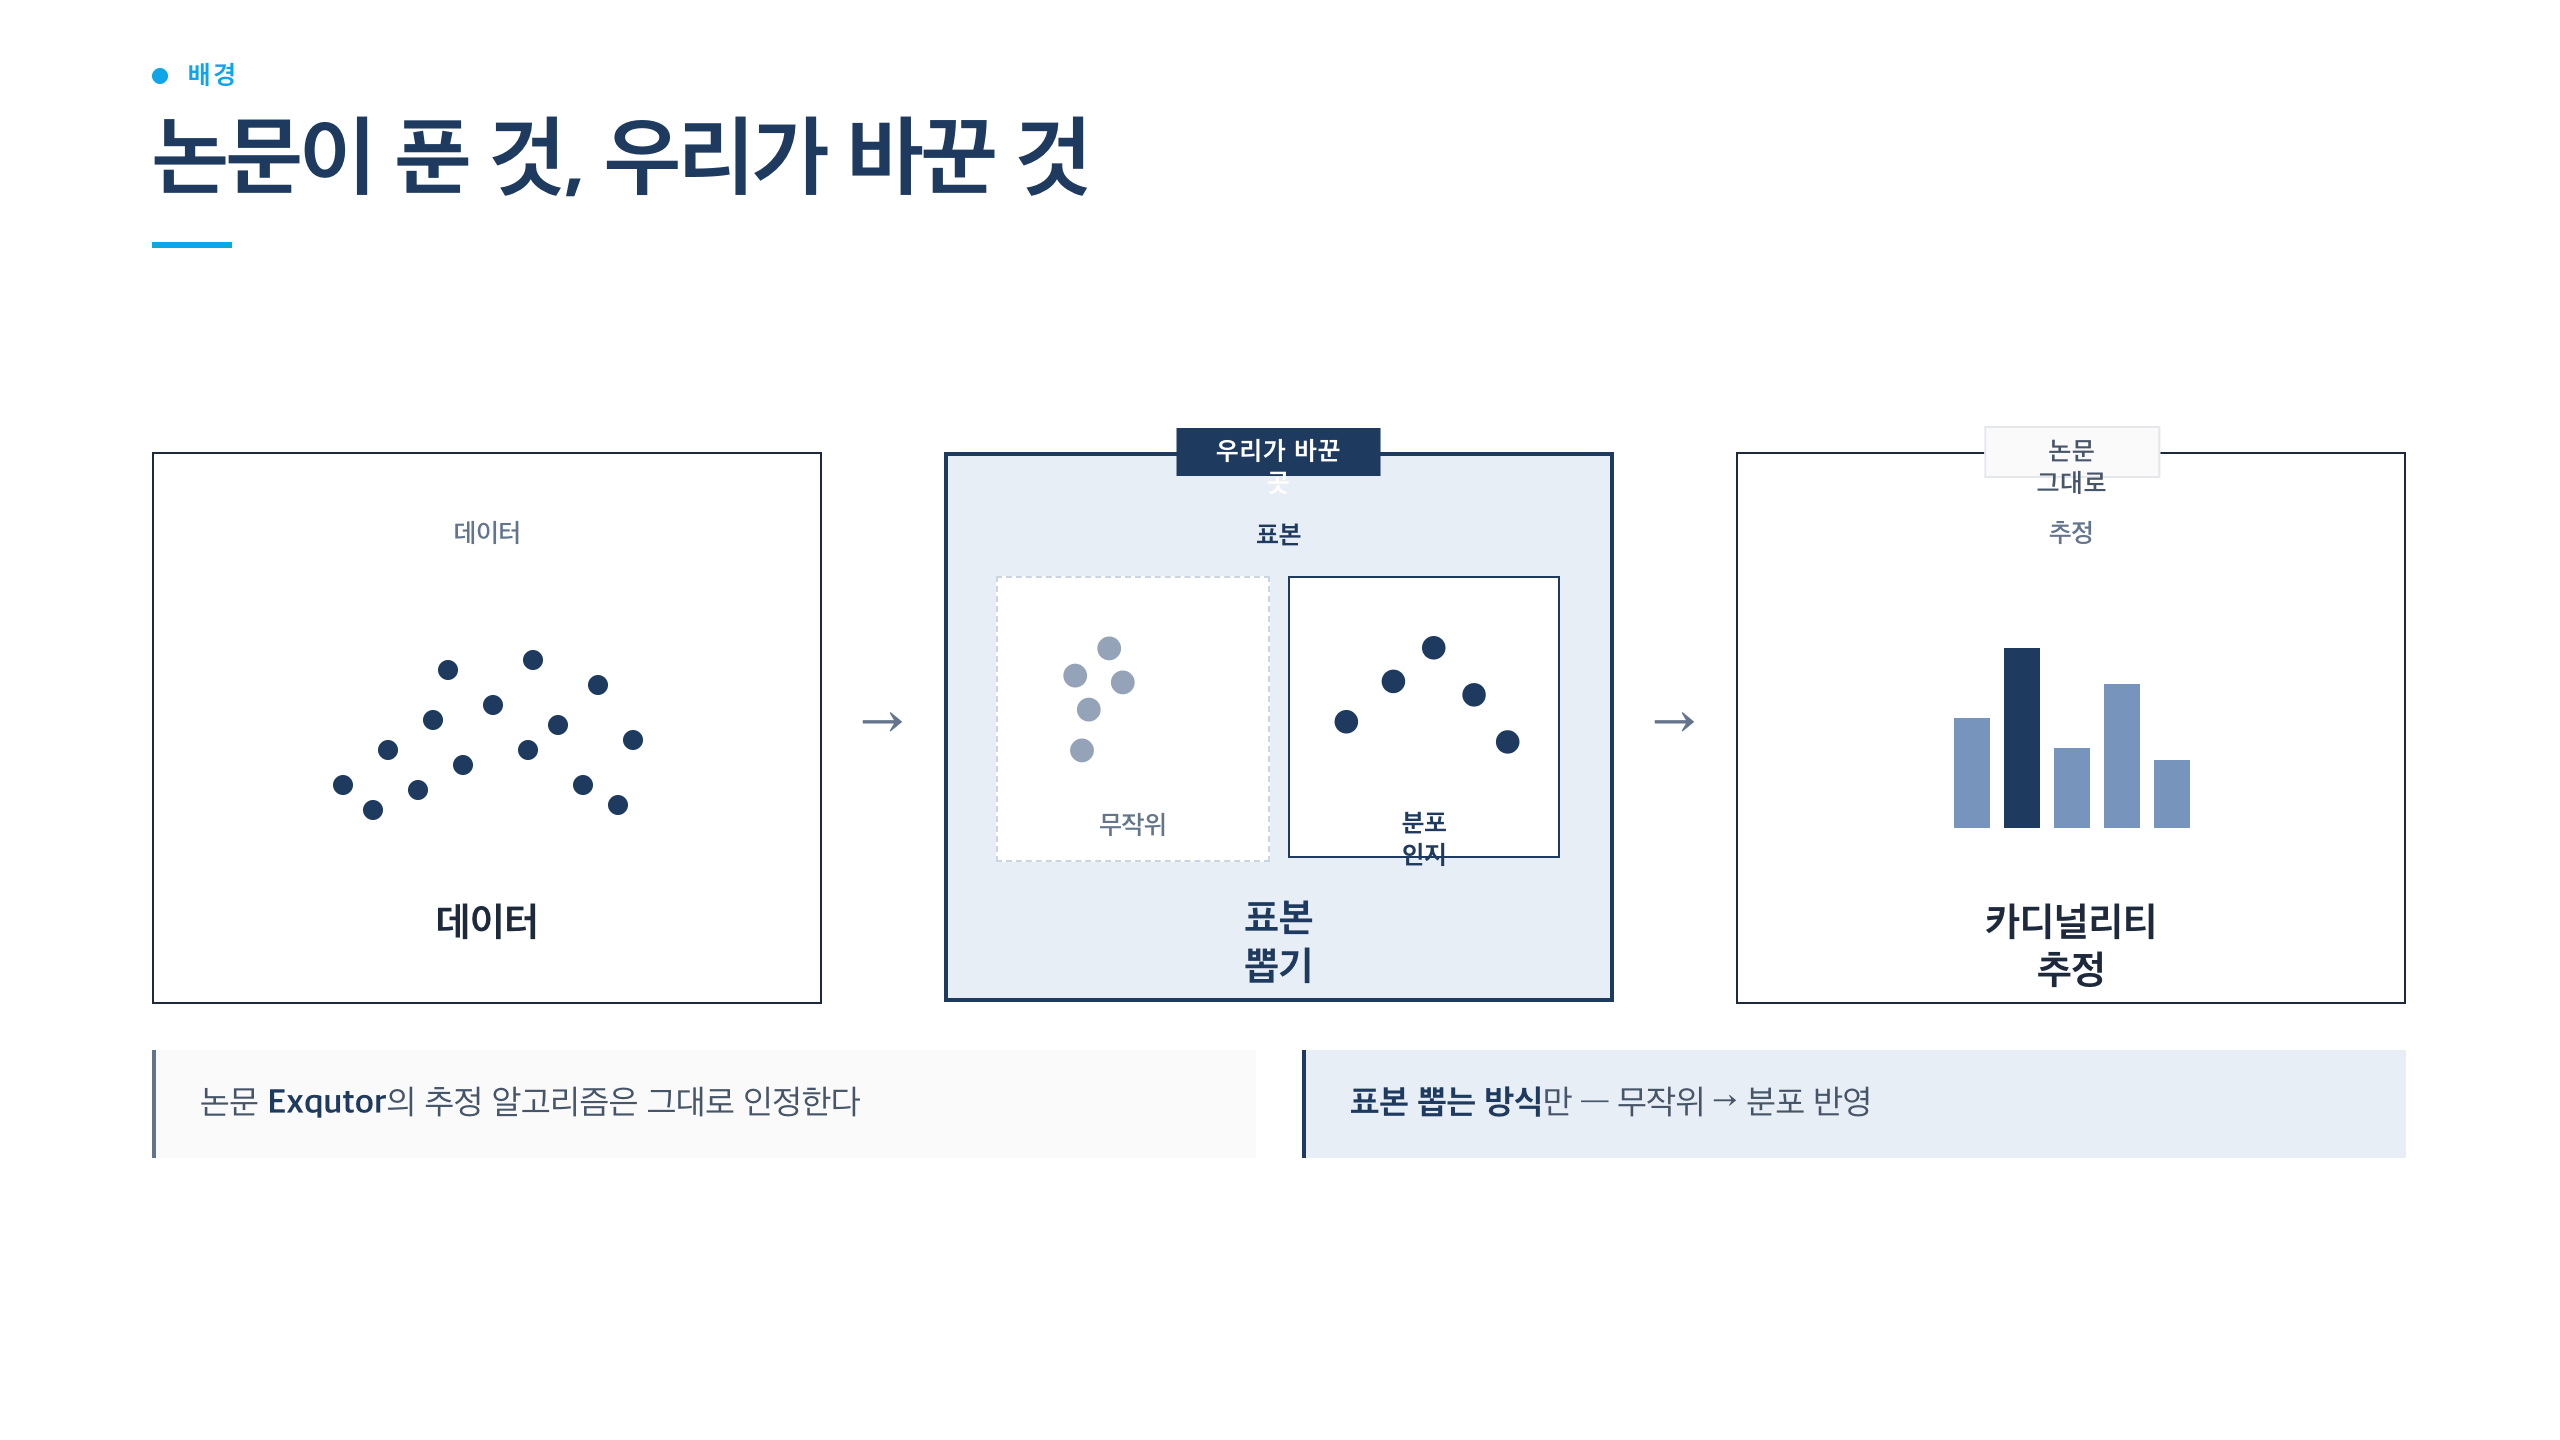 배경
논문이 푼 것, 우리가 바꾼 것
데이터
데이터
→
우리가 바꾼
곳
표본
무작위
분포
인지
표본
뽑기
→
논문
그대로
추정
카디널리티
추정
논문 Exqutor의 추정 알고리즘은 그대로 인정한다
표본 뽑는 방식만 — 무작위 → 분포 반영